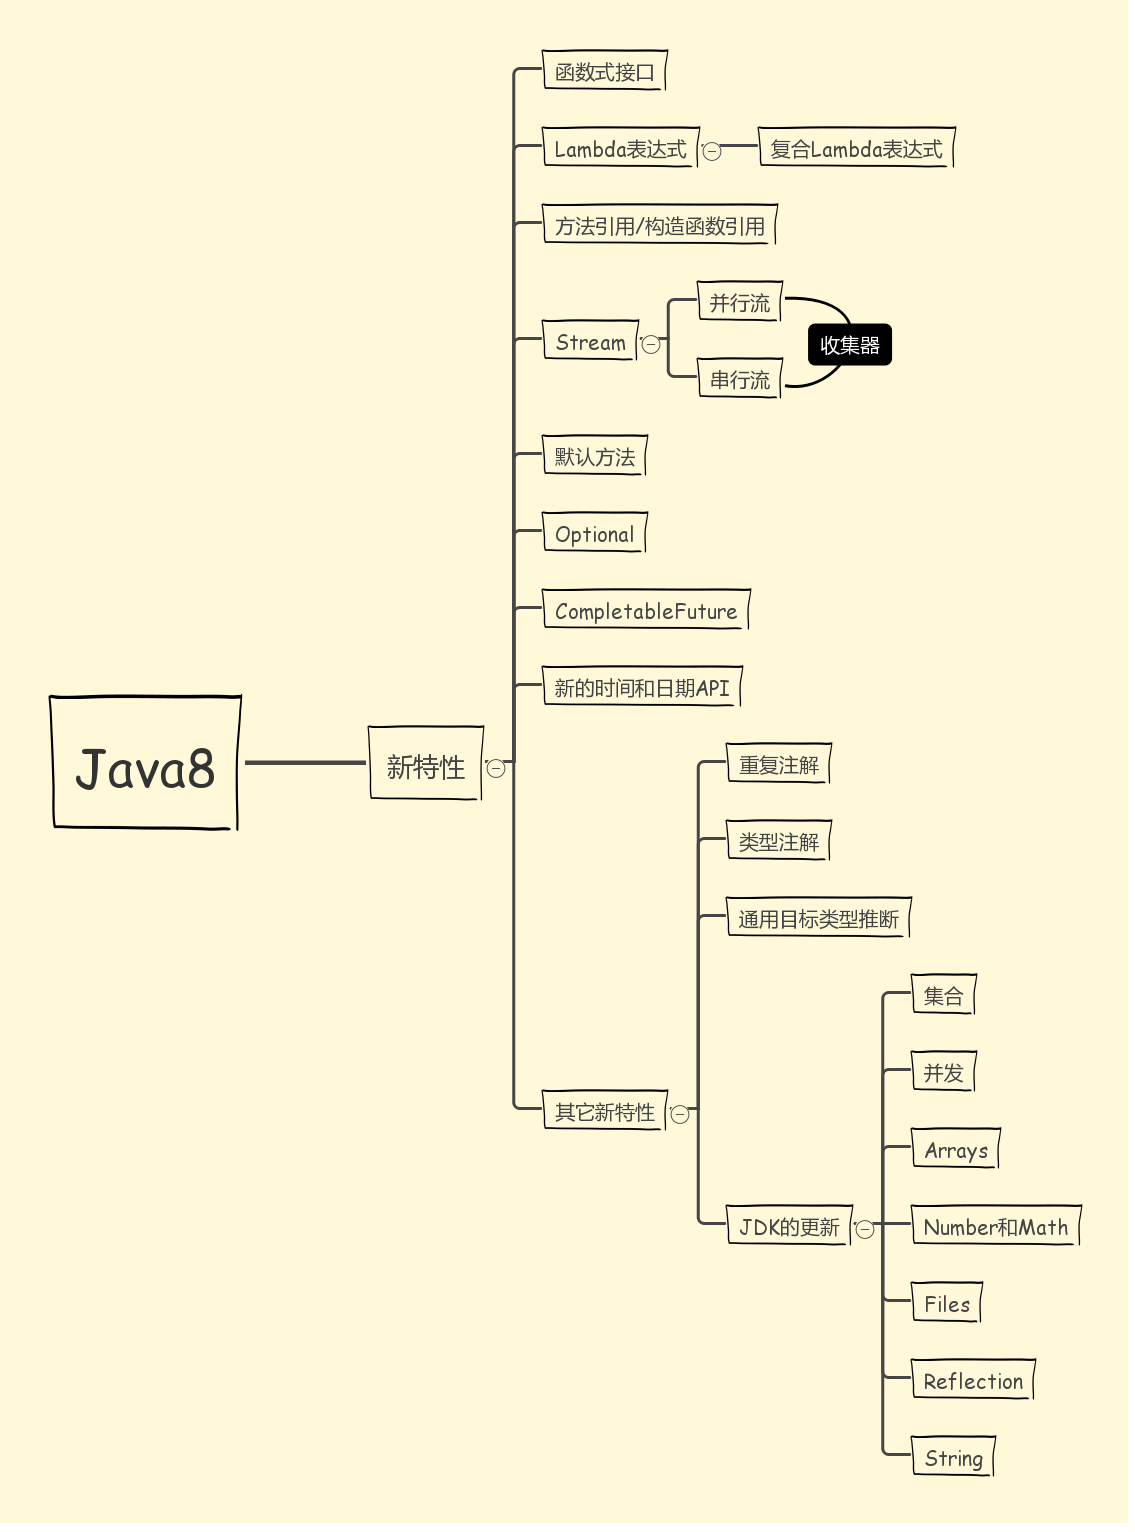 函数式接口
Lambda表达式
复合Lambda表达式
方法引用/构造函数引用
并行流
收集器
Stream
串行流
默认方法
Optional
CompletableFuture
新的时间和日期API
Java8
新特性
重复注解
类型注解
通用目标类型推断
集合
并发
其它新特性
Arrays
JDK的更新
Number和Math
Files
Reflection
String